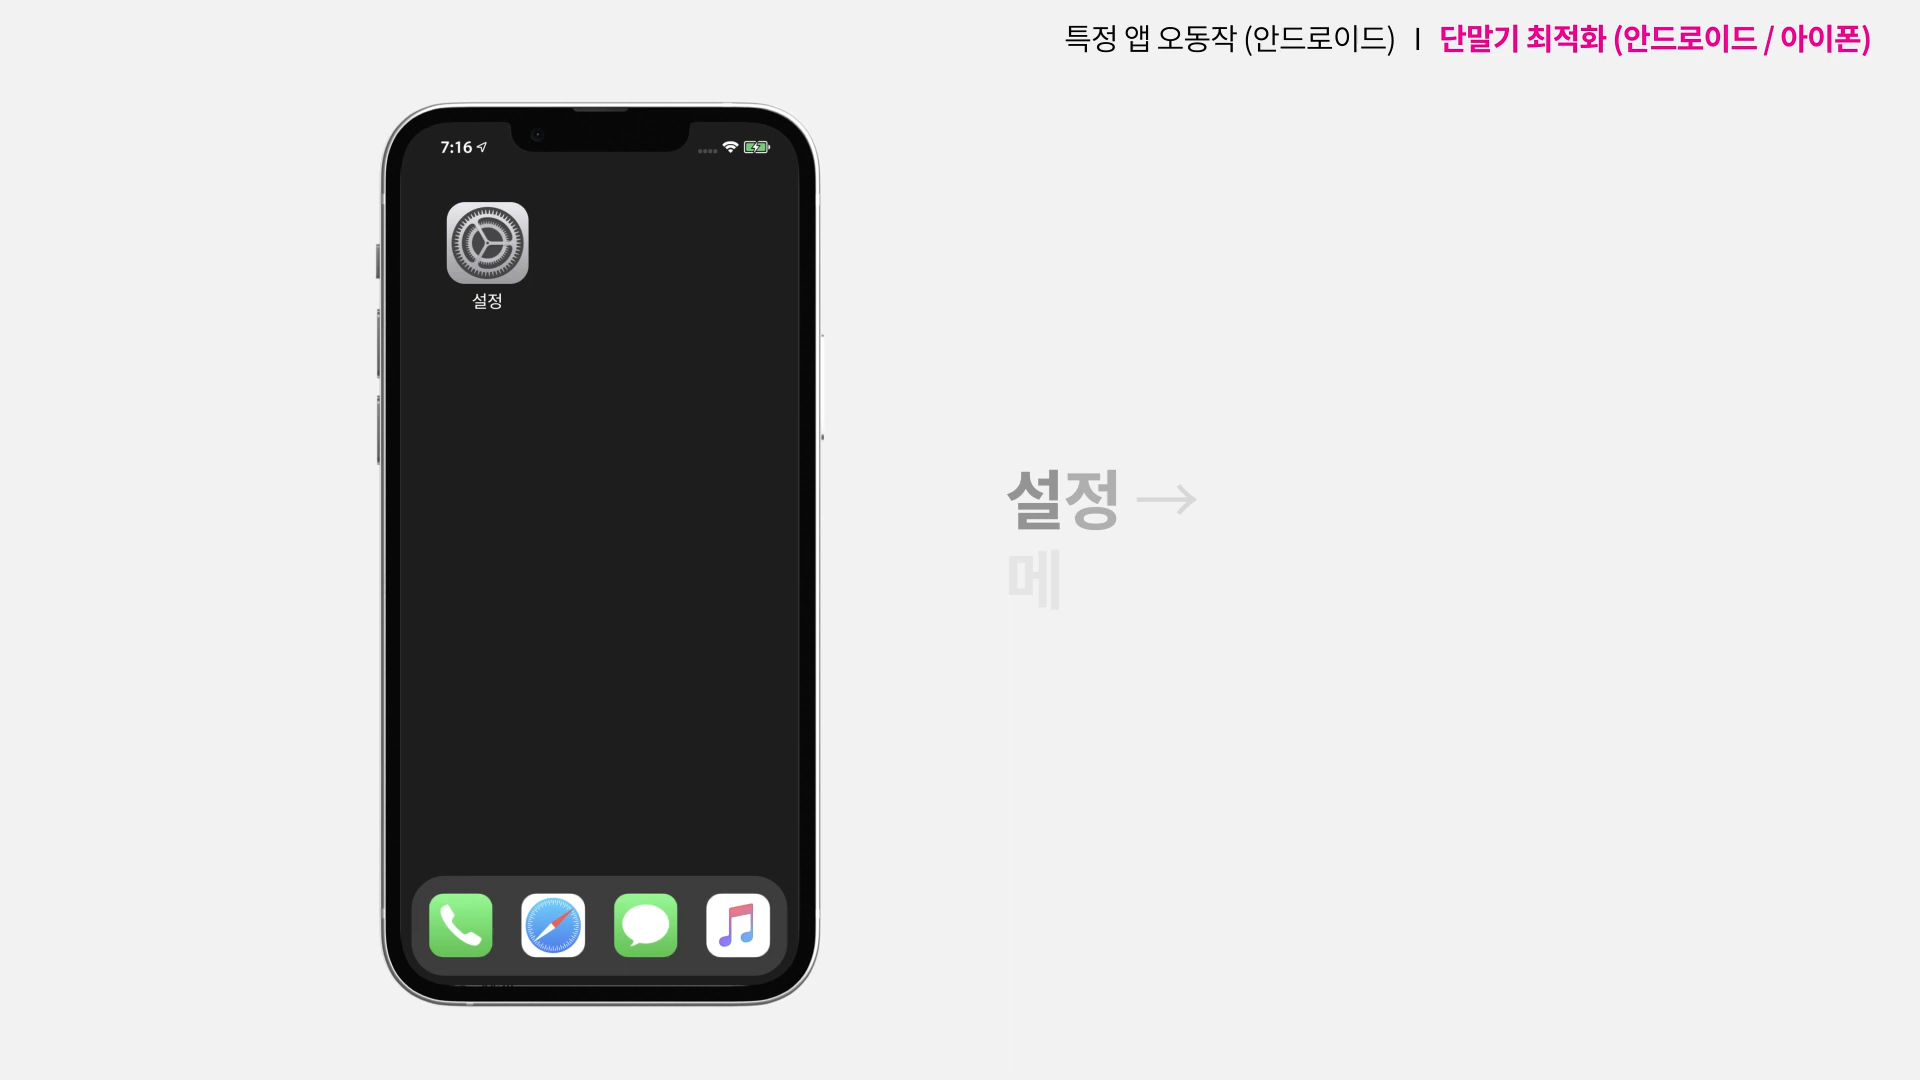 특정 앱 오동작 (안드로이드) I 단말기 최적화 (안드로이드 / 아이폰)
7:16
설정
설정 →
메